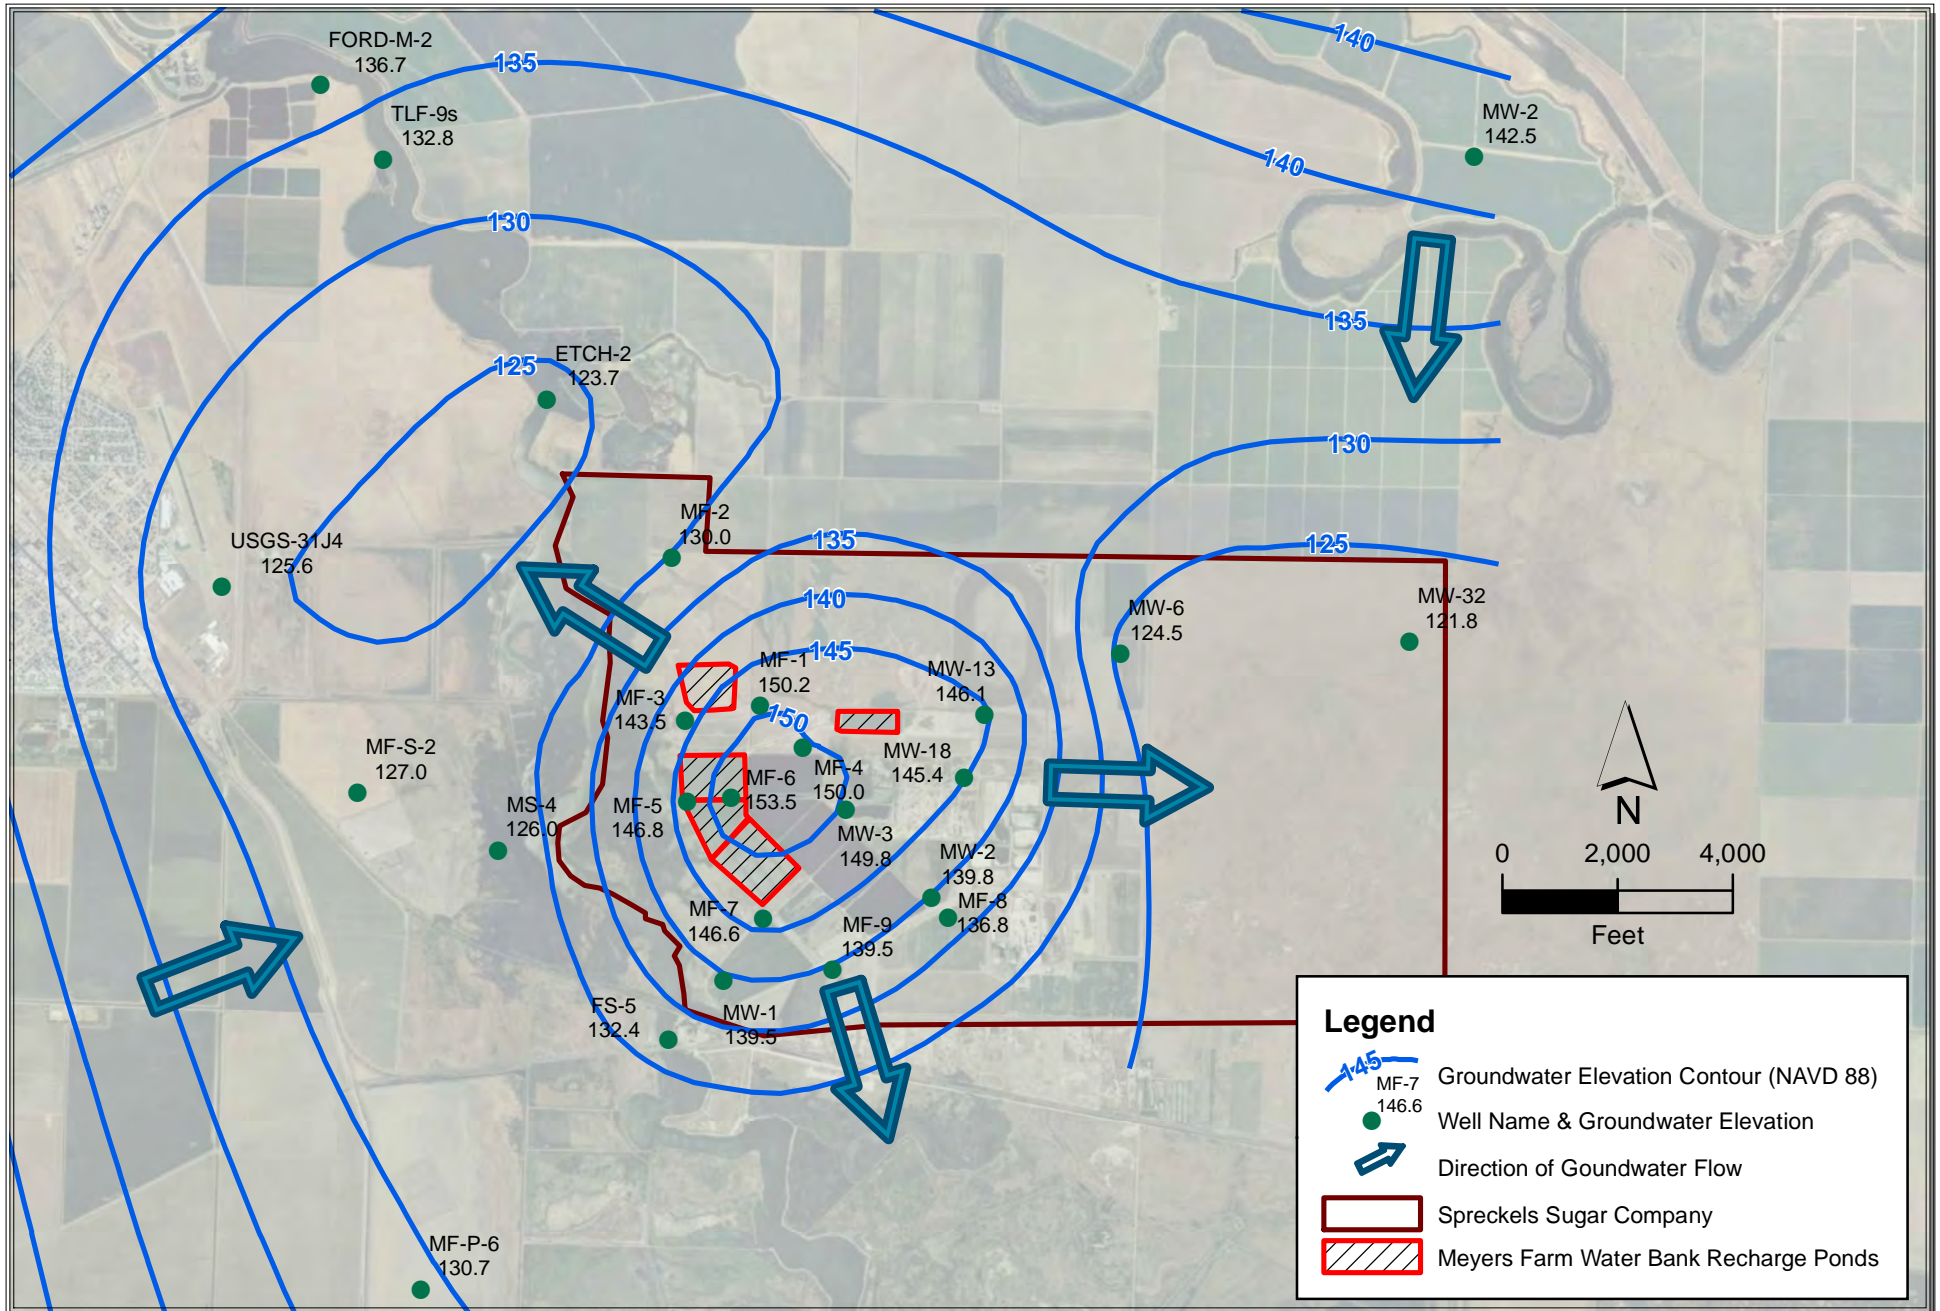 FORD-M-2
136.7
135
140
TLF-9s
132.8
MW-2
142.5
140
130
135
ETCH-2
123.7
125
130
MF-2
130.0
USGS-31J4
125.6
135
125
140
MW-6
124.5
MW-32
121.8
145
MF-1
150.2
MW-13
146.1
MF-3
143.5
150
MF-S-2
127.0
MW-18
145.4
MF-4
150.0
MF-6
153.5
MS-4
126.0
MF-5
146.8
MW-3
149.8
MW-2
139.8
MF-8
136.8
MF-7
146.6
MF-9
139.5
FS-5
132.4
MW-1
139.5
MF-P-6
130.7
N
0 2,000 4,000
Feet
Legend
145
Groundwater Elevation Contour (NAVD 88)
MF-7
146.6
Well Name & Groundwater Elevation
Direction of Goundwater Flow
Spreckels Sugar Company
Meyers Farm Water Bank Recharge Ponds